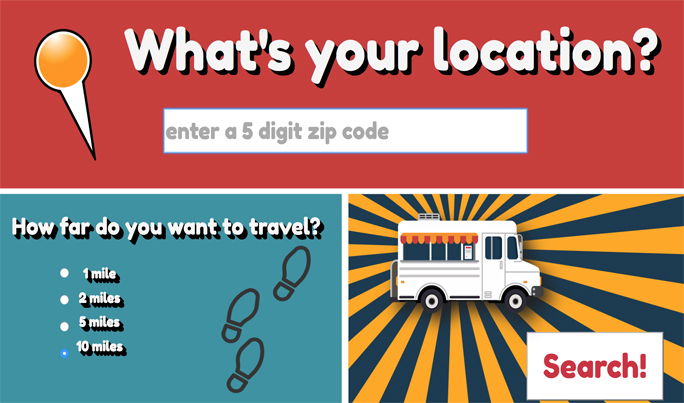 What's your location?
enter a 5 digit zip code
How far do you want to travel?
1 mile
2 miles
5 miles
10 miles
Search!